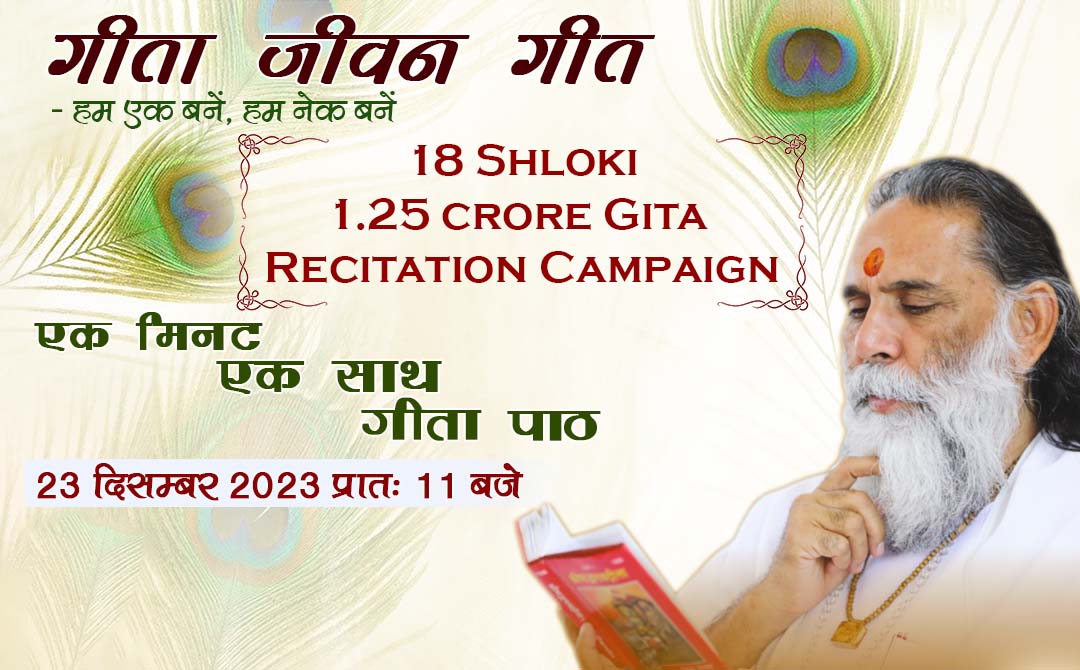 गीता जीवन गीत
- हम एक बनें, हम नेक बनें
18 Shloki
1.25 crore Gita
Recitation Campaign
एक मिनट
एक साथ
गीता पाठ
23 दिसम्बर 2023 प्रातः 11 बजे